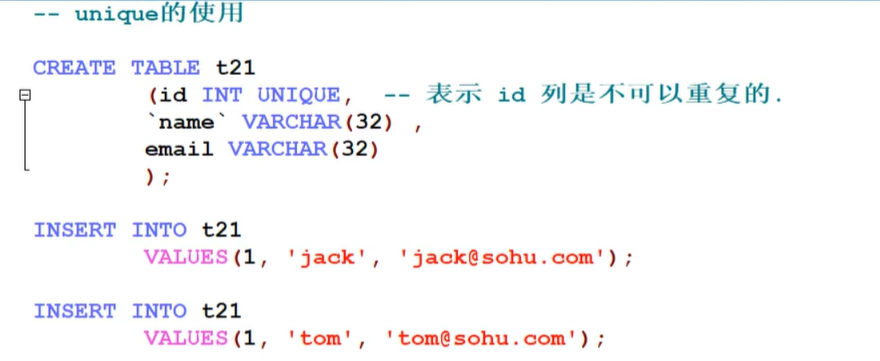 -- unique的使用
CREATE TABLE t21
(id INT UNIQUE, -- 表示 id 列是不可以重复的.
`name` VARCHAR(32) ,
email VARCHAR(32)
);
INSERT INTO t21
VALUES(1, 'jack', 'jack@sohu.com');
INSERT INTO t21
VALUES(1, 'tom', 'tom@sohu.com');